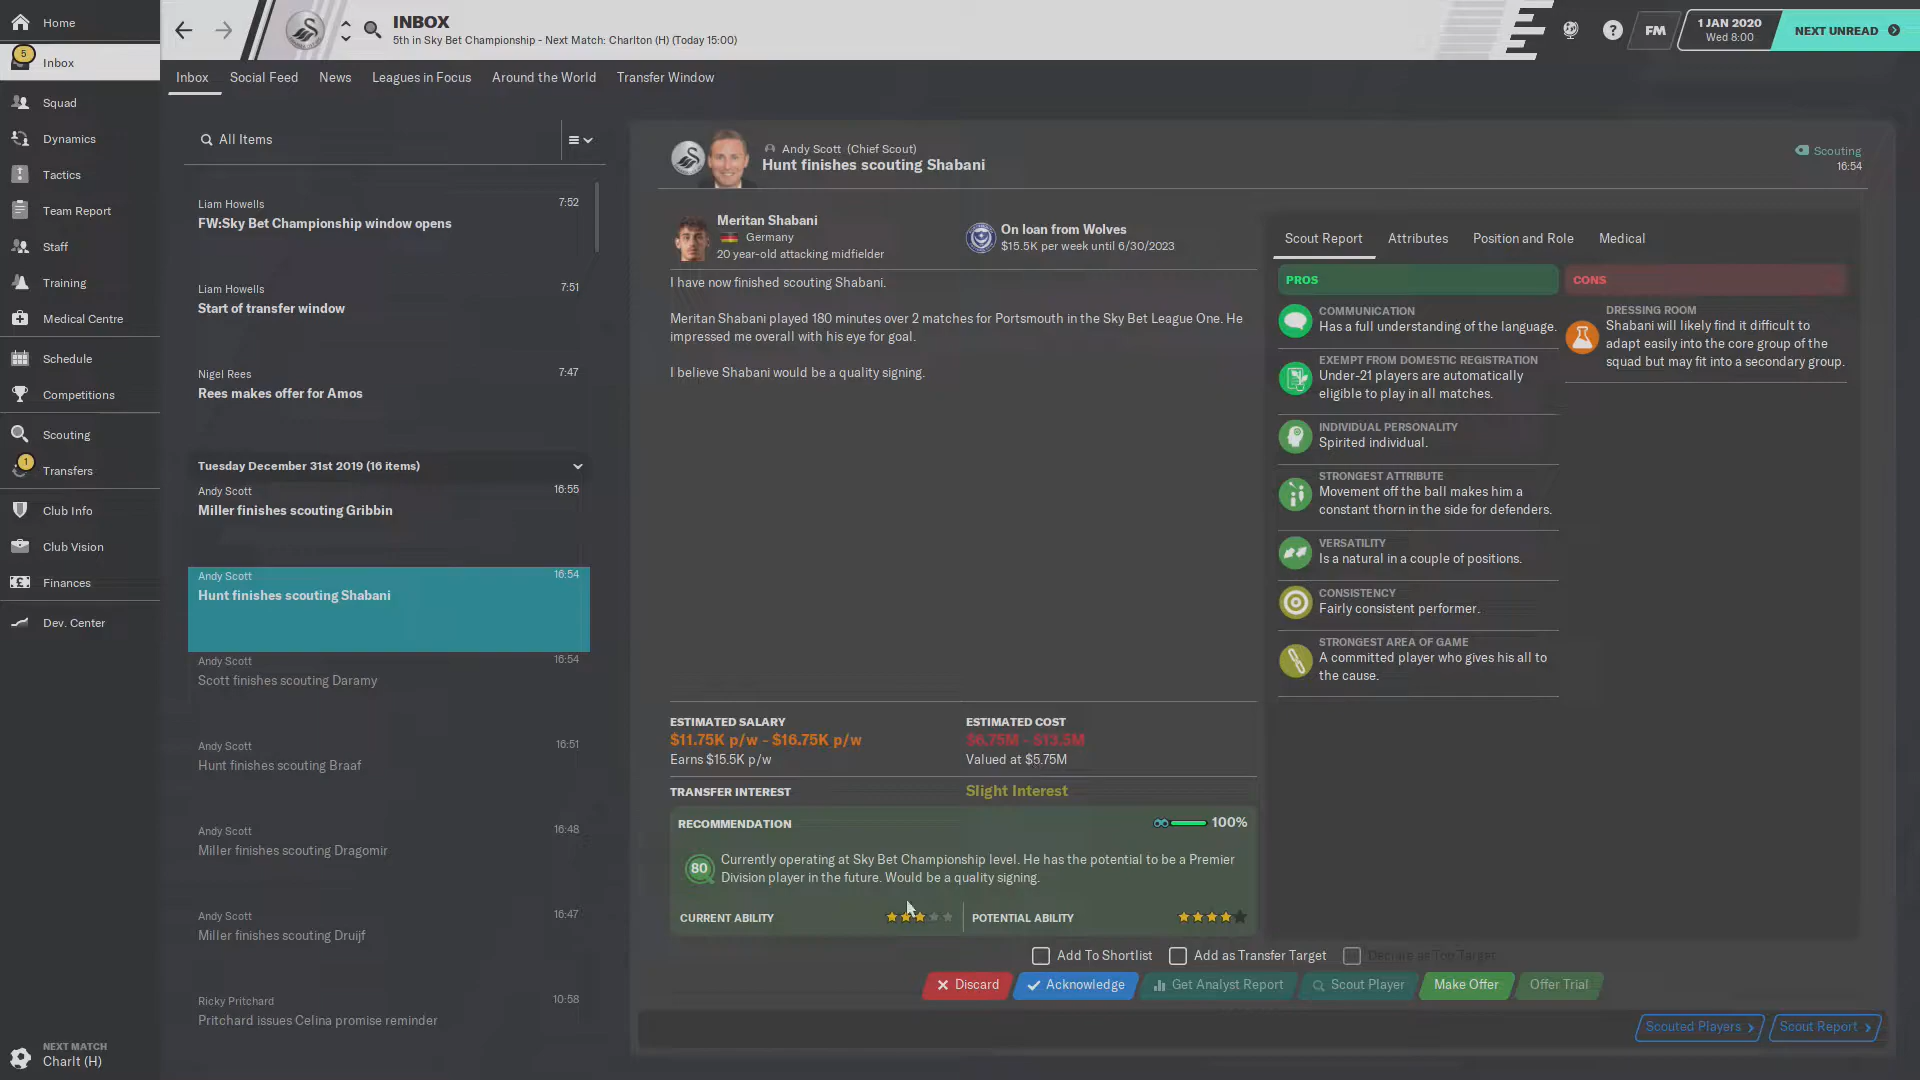 Home
INBOX
5th in Sky Bet Championship - Next Match: Charlton (H) (Today 15:00)
FM
1 JAN 2020
Wed 8:00
NEXT UNREAD
5
Inbox
Squad
Dynamics
Tactics
Team Report
Staff
Training
Medical Centre
Schedule
Competitions
Scouting
1
Transfers
Club Info
Club Vision
Finances
Dev. Center
NEXT MATCH
Charlt (H)
Inbox Social Feed News Leagues in Focus Around the World Transfer Window
All Items
Liam Howells 7:52
FW:Sky Bet Championship window opens
Liam Howells 7:51
Start of transfer window
Nigel Rees 7:47
Rees makes offer for Amos
Tuesday December 31st 2019 (16 items)
Andy Scott 16:55
Miller finishes scouting Gribbin
Andy Scott 16:54
Hunt finishes scouting Shabani
Andy Scott 16:54
Scott finishes scouting Daramy
Andy Scott 16:51
Hunt finishes scouting Braaf
Andy Scott 16:48
Miller finishes scouting Dragomir
Andy Scott 16:47
Miller finishes scouting Druijf
Ricky Pritchard 10:58
Pritchard issues Celina promise reminder
Andy Scott (Chief Scout)
Hunt finishes scouting Shabani
Scouting
16:54
Meritan Shabani
Germany
20 year-old attacking midfielder
On loan from Wolves
$15.5K per week until 6/30/2023
I have now finished scouting Shabani.
Meritan Shabani played 180 minutes over 2 matches for Portsmouth in the Sky Bet League One. He
impressed me overall with his eye for goal.
I believe Shabani would be a quality signing.
ESTIMATED SALARY
$11.75K p/w - $16.75K p/w
Earns $15.5K p/w
ESTIMATED COST
$6.75M - $13.5M
Valued at $5.75M
TRANSFER INTEREST Slight Interest
RECOMMENDATION 100%
80
Currently operating at Sky Bet Championship level. He has the potential to be a Premier
Division player in the future. Would be a quality signing.
CURRENT ABILITY POTENTIAL ABILITY
Scout Report Attributes Position and Role Medical
PROS
COMMUNICATION
Has a full understanding of the language.
EXEMPT FROM DOMESTIC REGISTRATION
Under-21 players are automatically
eligible to play in all matches.
INDIVIDUAL PERSONALITY
Spirited individual.
STRONGEST ATTRIBUTE
Movement off the ball makes him a
constant thorn in the side for defenders.
VERSATILITY
Is a natural in a couple of positions.
CONSISTENCY
Fairly consistent performer.
STRONGEST AREA OF GAME
A committed player who gives his all to
the cause.
CONS
DRESSING ROOM
Shabani will likely find it difficult to
adapt easily into the core group of the
squad but may fit into a secondary group.
Add To Shortlist Add as Transfer Target Declare as Top Target
Discard Acknowledge Get Analyst Report Scout Player Make Offer Offer Trial
Scouted Players Scout Report